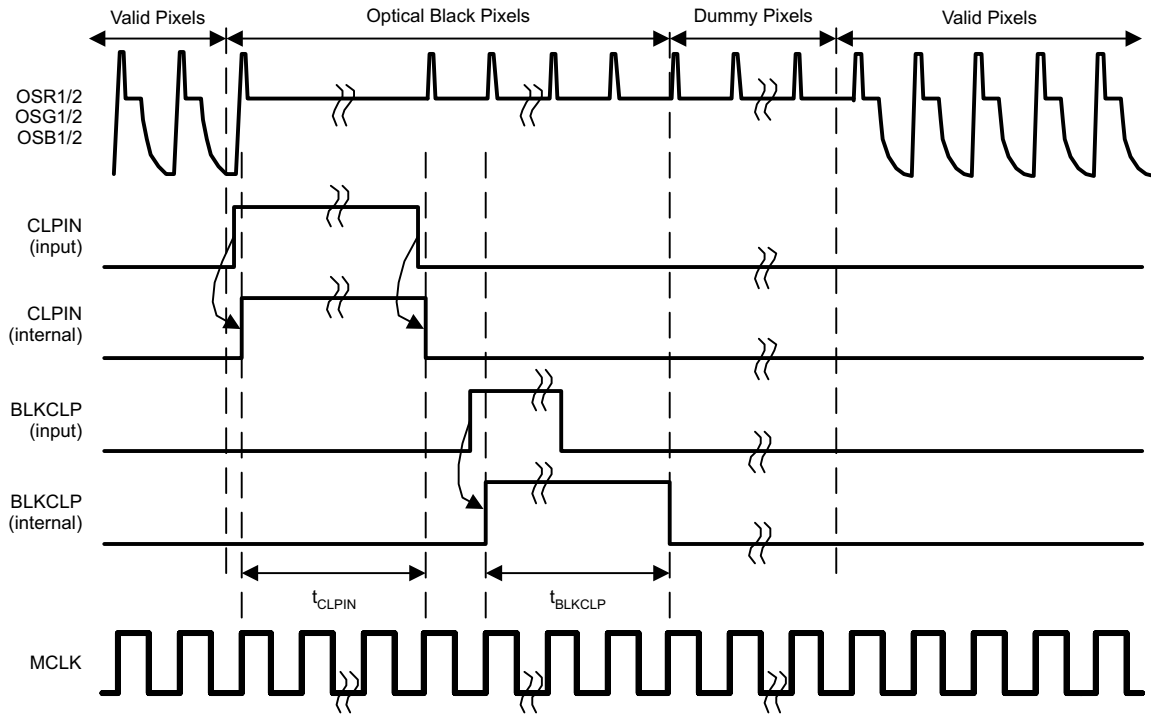 Valid Pixels
Optical Black Pixels
Dummy Pixels
Valid Pixels
OSR1/2
OSG1/2
OSB1/2
CLPIN
(input)
CLPIN
(internal)
BLKCLP
(input)
BLKCLP
(internal)
tCLPIN
tBLKCLP
MCLK